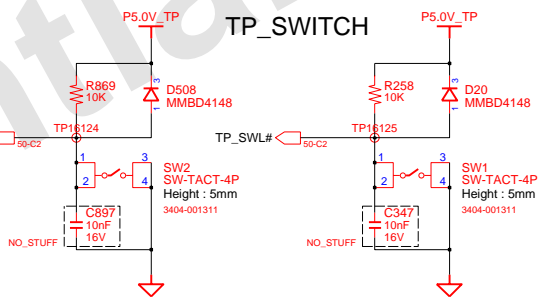 TP_SWITCH
P5.0V_TP
3
R869
10K
D508
MMBD4148
1
TP16124
50-C2
1
3
2
4
SW2
SW-TACT-4P
Height : 5mm
3404-001311
C897
10nF
16V
NO_STUFF
P5.0V_TP
3
R258
10K
D20
MMBD4148
1
TP16125
TP_SWL#
50-C2
1
3
2
4
SW1
SW-TACT-4P
Height : 5mm
3404-001311
C347
10nF
16V
NO_STUFF